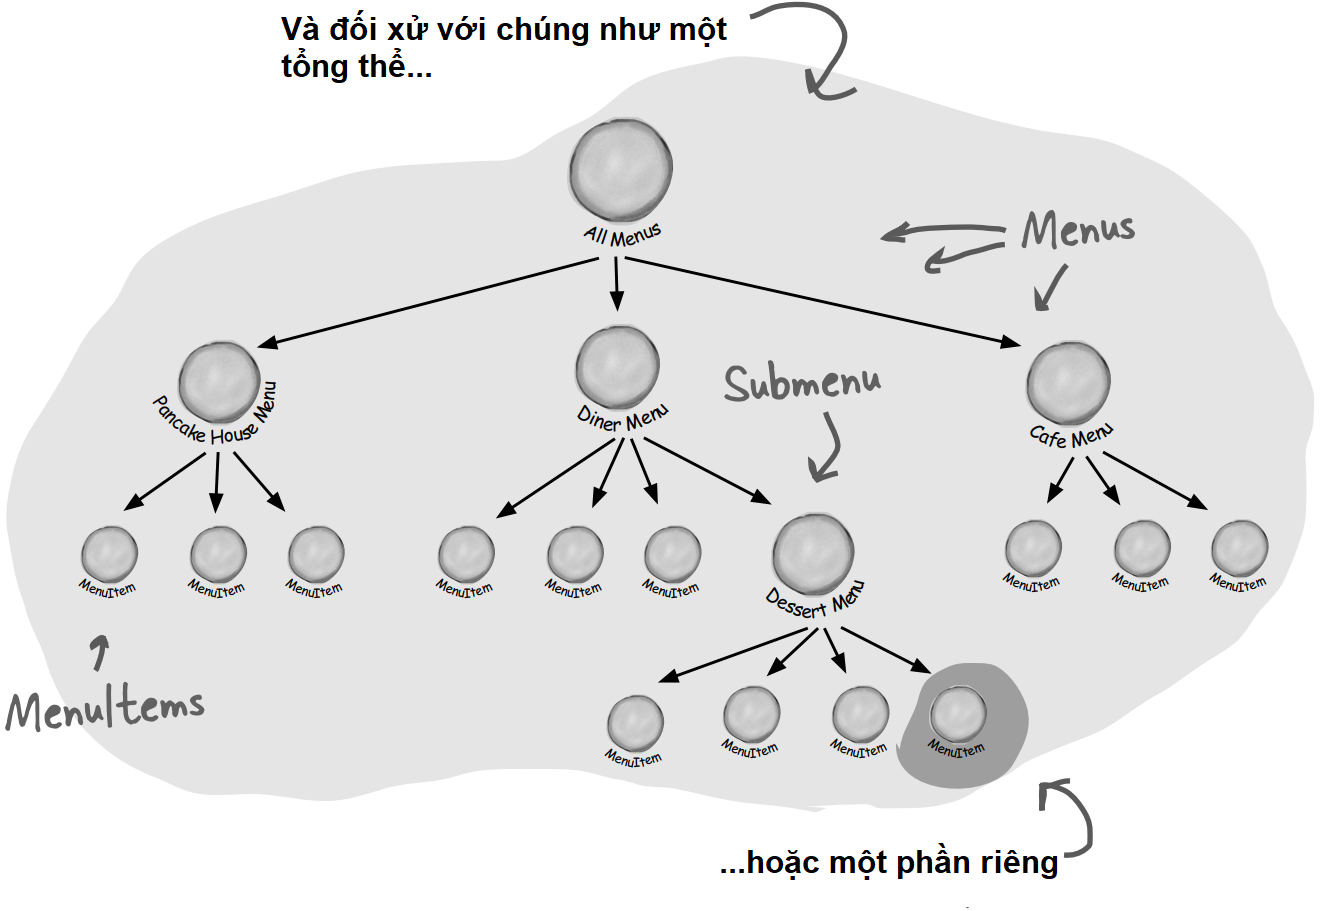 Và đối xử với chúng như một
tổng thể...
All Menus
Menus
Pancake House Menu
Diner Menu
Submenu
Cafe Menu
MenuItem
MenuItem
MenuItem
MenuItem
MenuItem
MenuItem
Dessert Menu
MenuItem
MenuItem
MenuItem
MenuItems
MenuItem
MenuItem
MenuItem
MenuItem
...hoặc một phần riêng